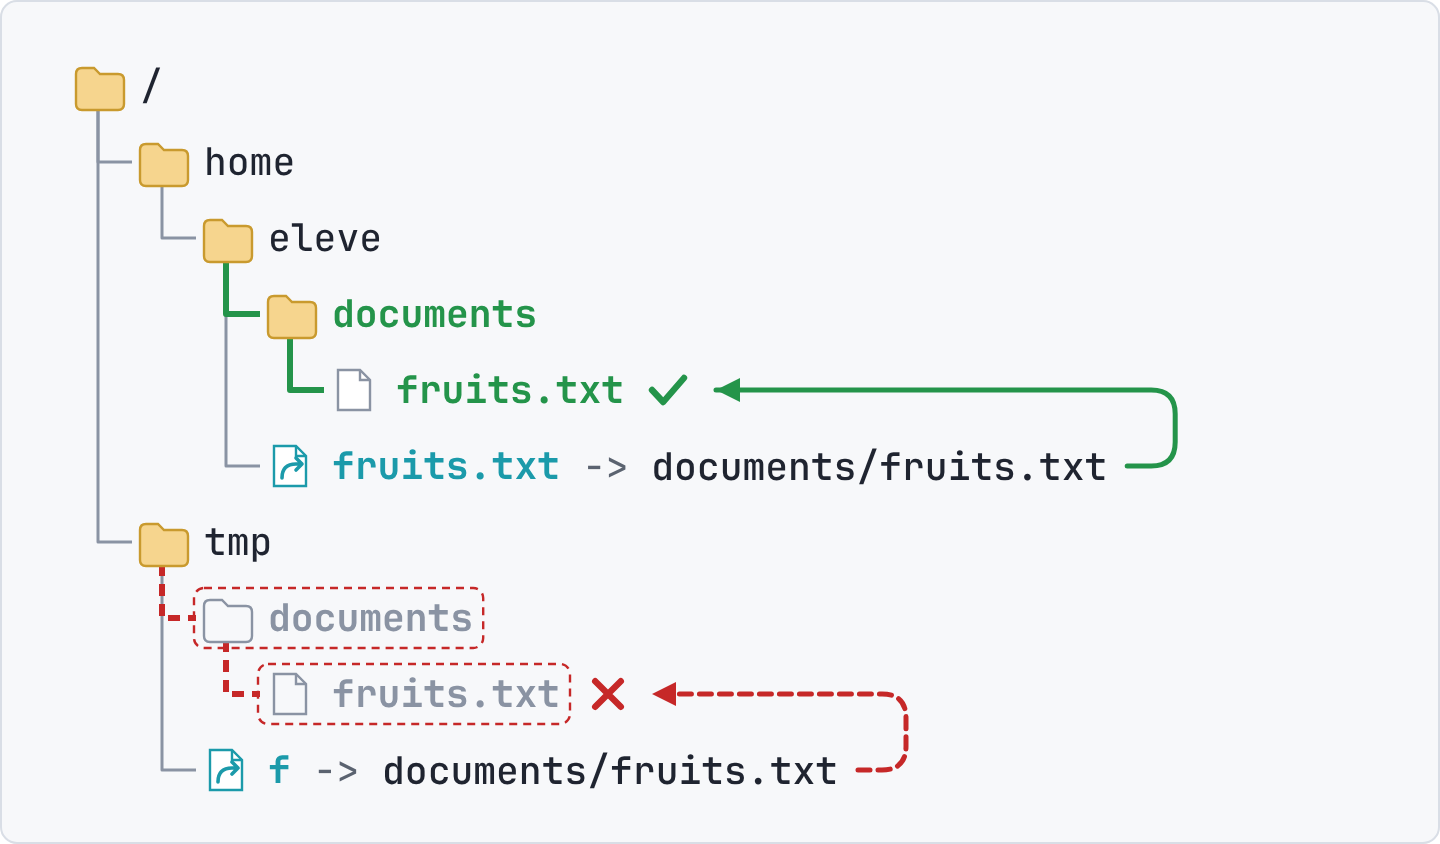 /
home
eleve
documents
fruits.txt
fruits.txt -> documents/fruits.txt
tmp
documents
fruits.txt
f -> documents/fruits.txt